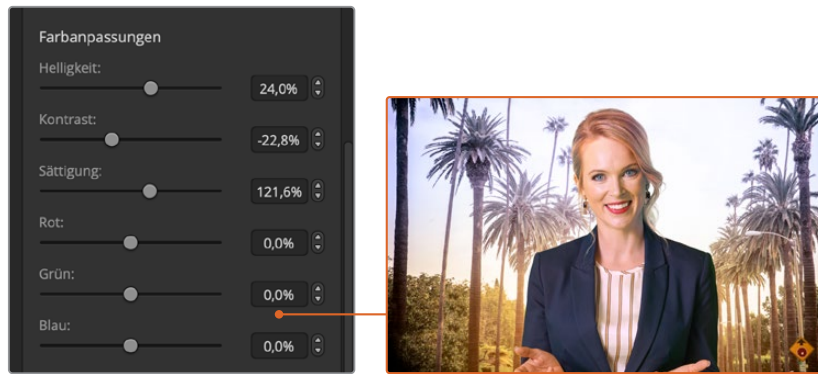 Farbanpassungen
Helligkeit:
24,0%
Kontrast:
-22,8%
Sättigung:
121,6%
Rot:
0,0%
Grün:
0,0%
Blau:
0,0%